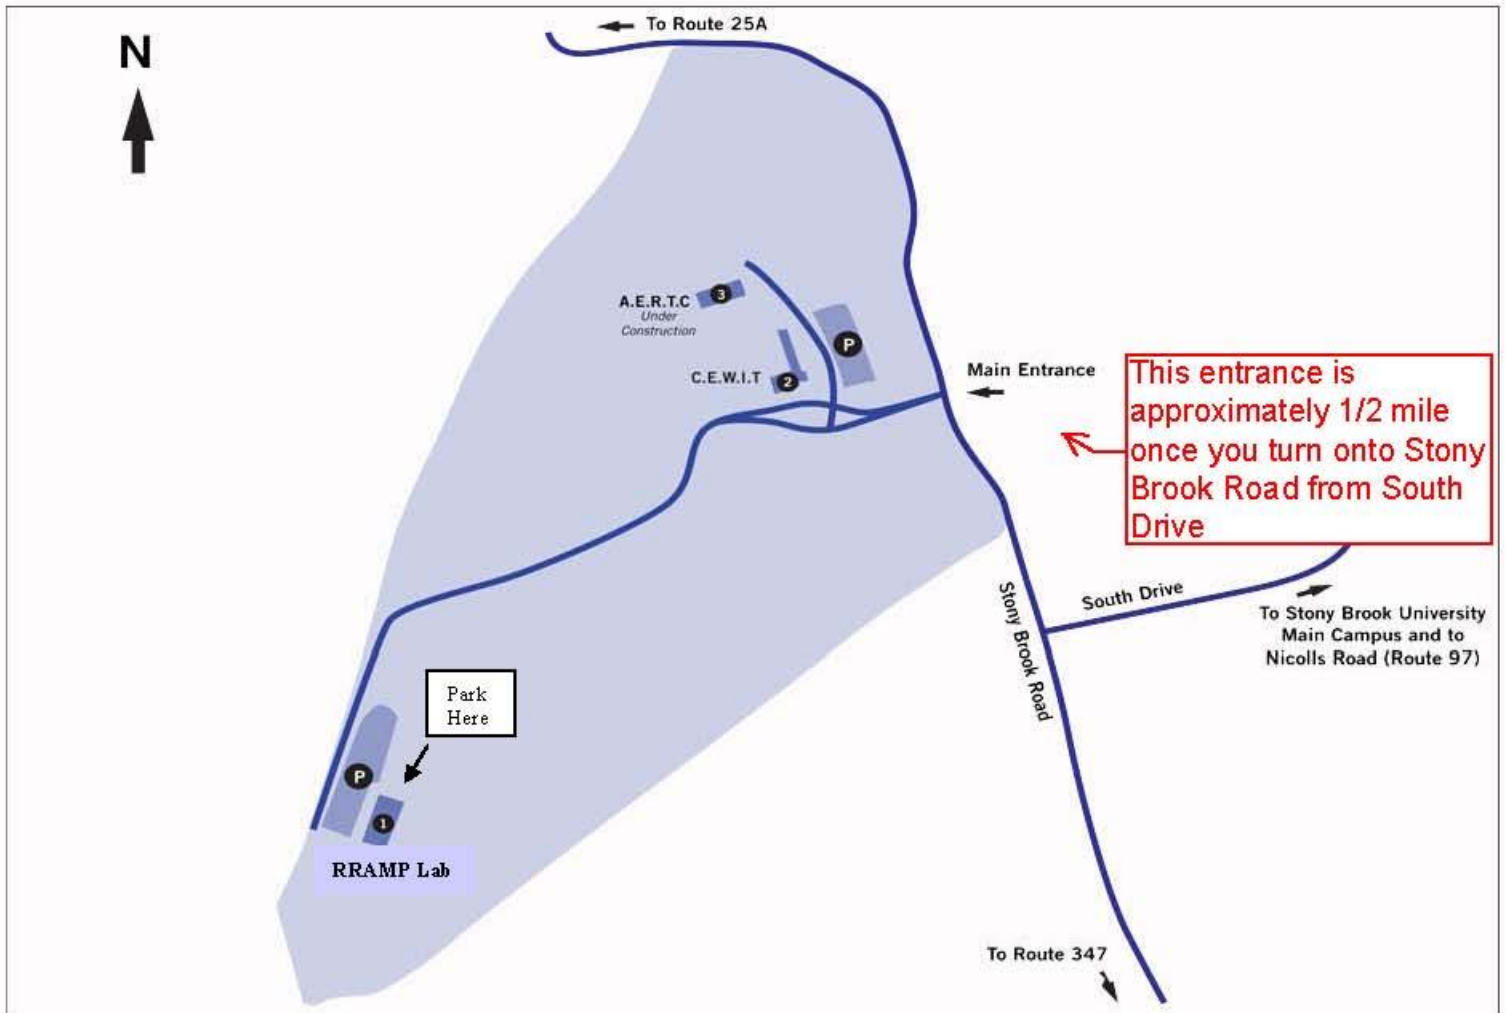 To Route 25A
N
A.E.R.T.C
Under
Construction
3
P
C.E.W.I.T
2
Main Entrance
This entrance is
approximately 1/2 mile
once you turn onto Stony
Brook Road from South
Drive
South Drive
To Stony Brook University
Main Campus and to
Nicolls Road (Route 97)
Stony Brook Road
Park
Here
P
1
RRAMP Lab
To Route 347